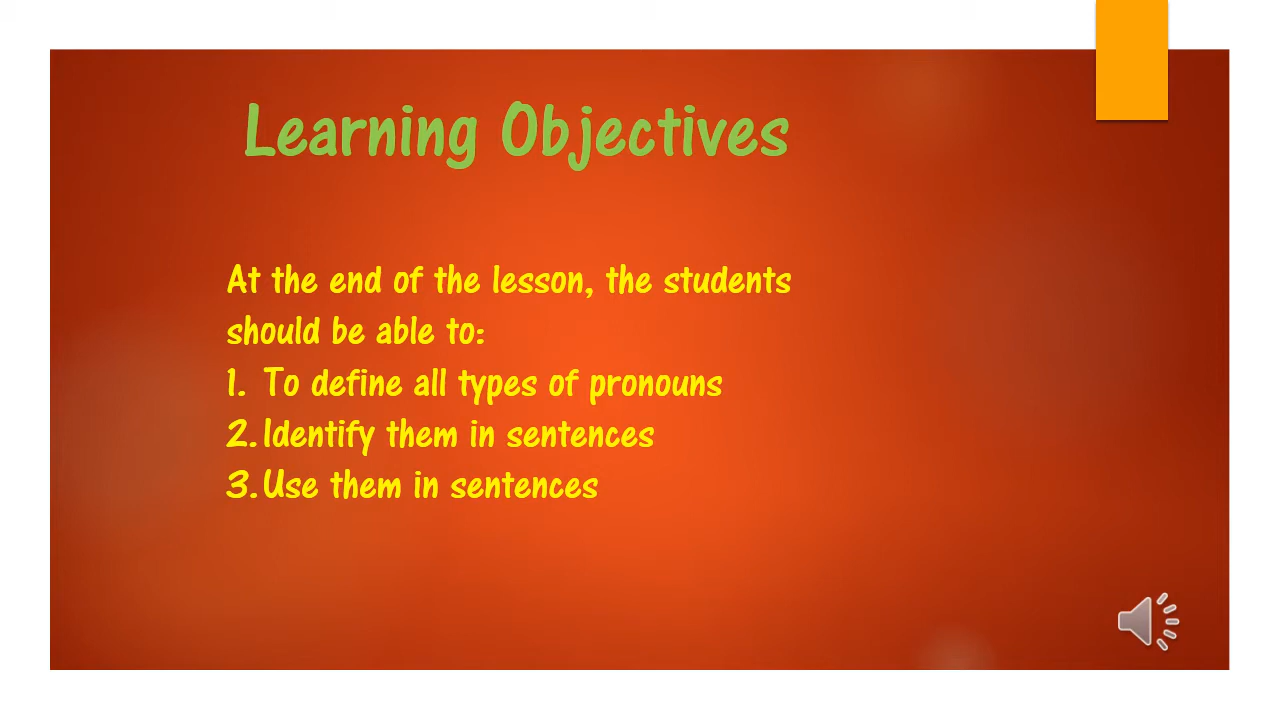 Learning Objectives
At the end of the lesson, the students
should be able to:
1. To define all types of pronouns
2. Identify them in sentences
3. Use them in sentences